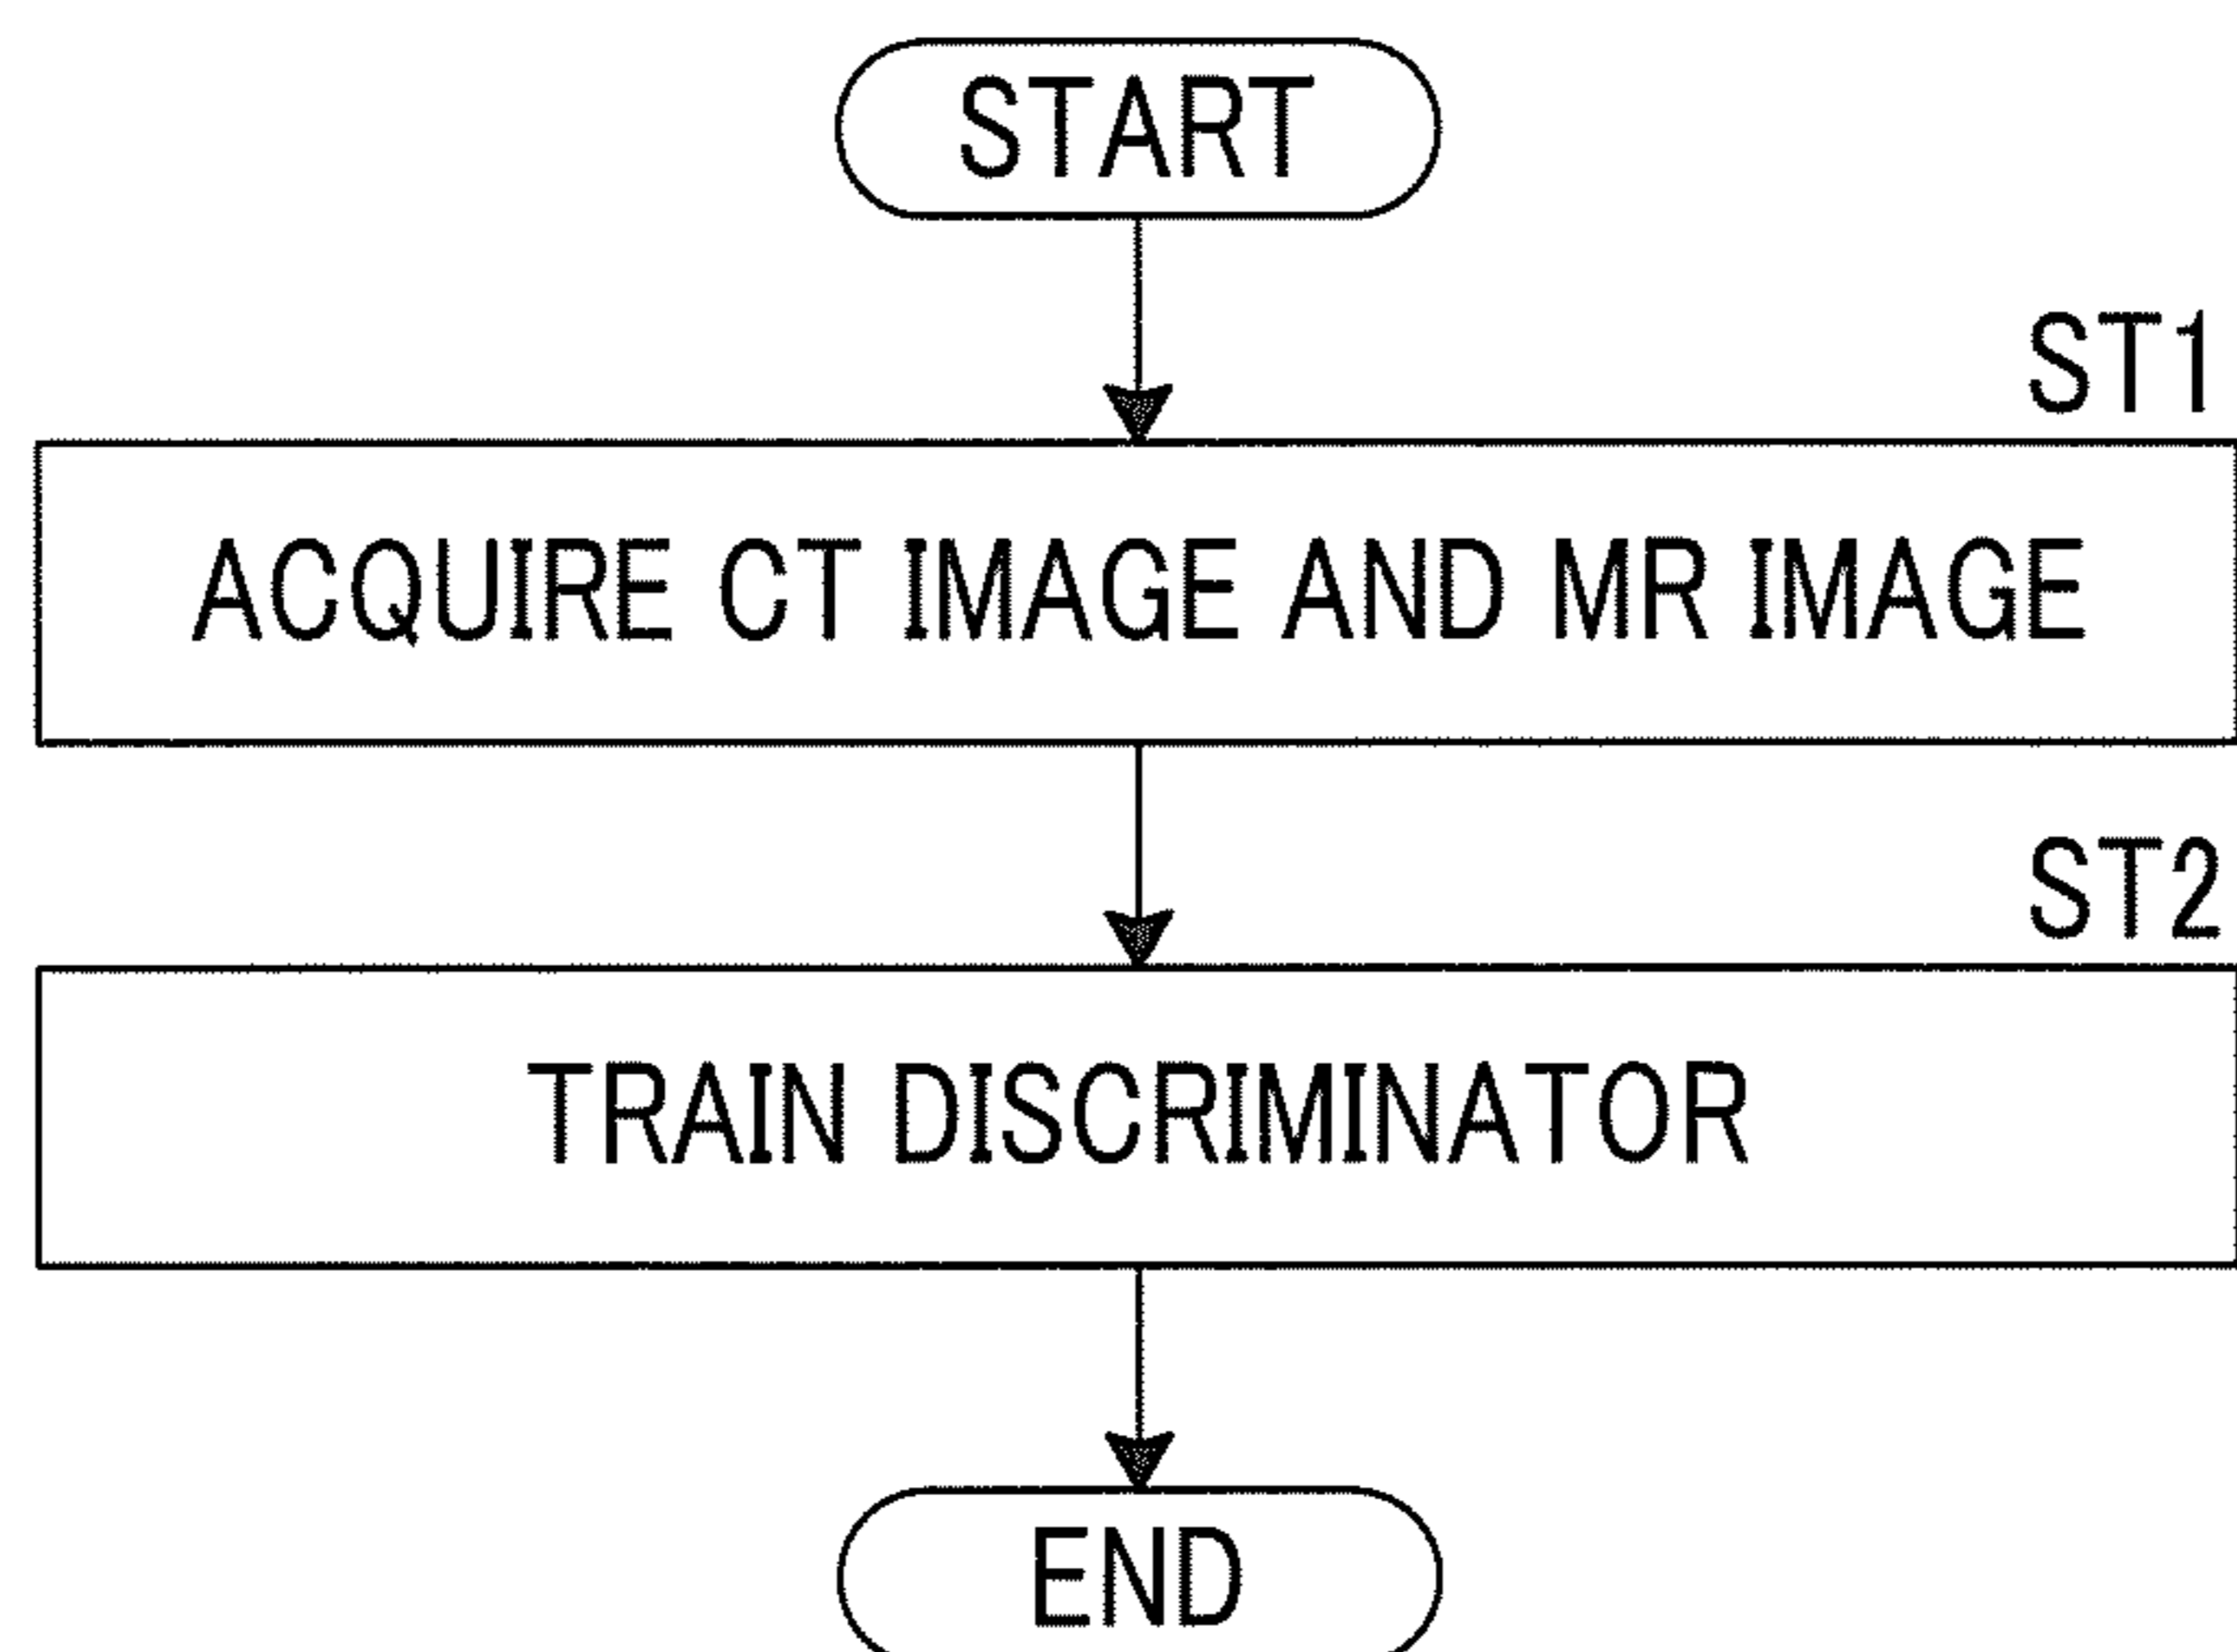 START
ST1
ACQUIRE CT IMAGE AND MR IMAGE
ST2
TRAIN DISCRIMINATOR
END